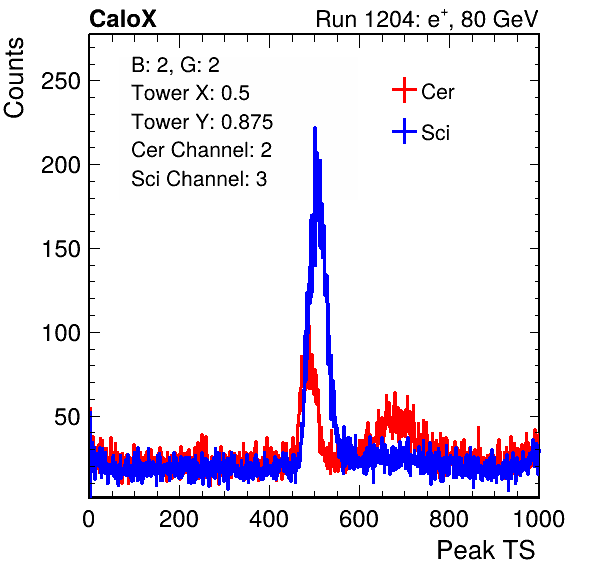 CaloX Run 1204: e⁺, 80 GeV
B: 2, G: 2
Tower X: 0.5
Tower Y: 0.875
Cer Channel: 2
Sci Channel: 3
Cer
Sci
Counts
250
200
150
100
50
0 200 400 600 800 1000
Peak TS